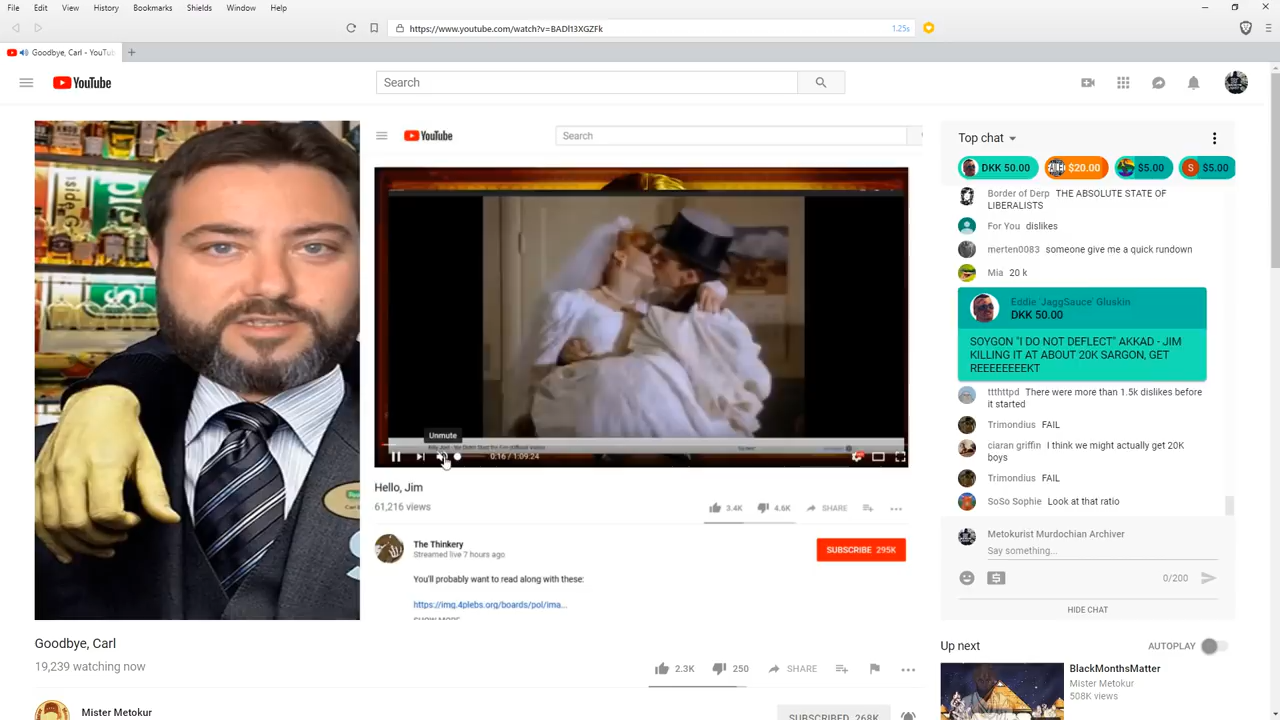 File Edit View History Bookmarks Shields Window Help
https://www.youtube.com/watch?v=BADl13XGZFk 1.25s
Goodbye, Carl - YouTub
YouTube Search
YouTube Search
Unmute
0:16 / 1:09:24
Hello, Jim
61,216 views
3.4K 4.6K SHARE
The Thinkery
Streamed live 7 hours ago
SUBSCRIBE 295K
You'll probably want to read along with these:
https://img.4plebs.org/boards/pol/ima...
SHOW MORE
Goodbye, Carl
19,239 watching now
2.3K 250 SHARE
Mister Metokur
SUBSCRIBED 268K
Top chat
DKK 50.00 $20.00 $5.00 S $5.00
Border of Derp THE ABSOLUTE STATE OF
LIBERALISTS
For You dislikes
merten0083 someone give me a quick rundown
Mia 20 k
Eddie 'JaggSauce' Gluskin
DKK 50.00
SOYGON "I DO NOT DEFLECT" AKKAD - JIM
KILLING IT AT ABOUT 20K SARGON, GET
REEEEEEEKT
ttthttpd There were more than 1.5k dislikes before
it started
Trimondius FAIL
ciaran griffin I think we might actually get 20K
boys
Trimondius FAIL
SoSo Sophie Look at that ratio
Metokurist Murdochian Archiver
Say something...
0/200
HIDE CHAT
Up next AUTOPLAY
BlackMonthsMatter
Mister Metokur
508K views